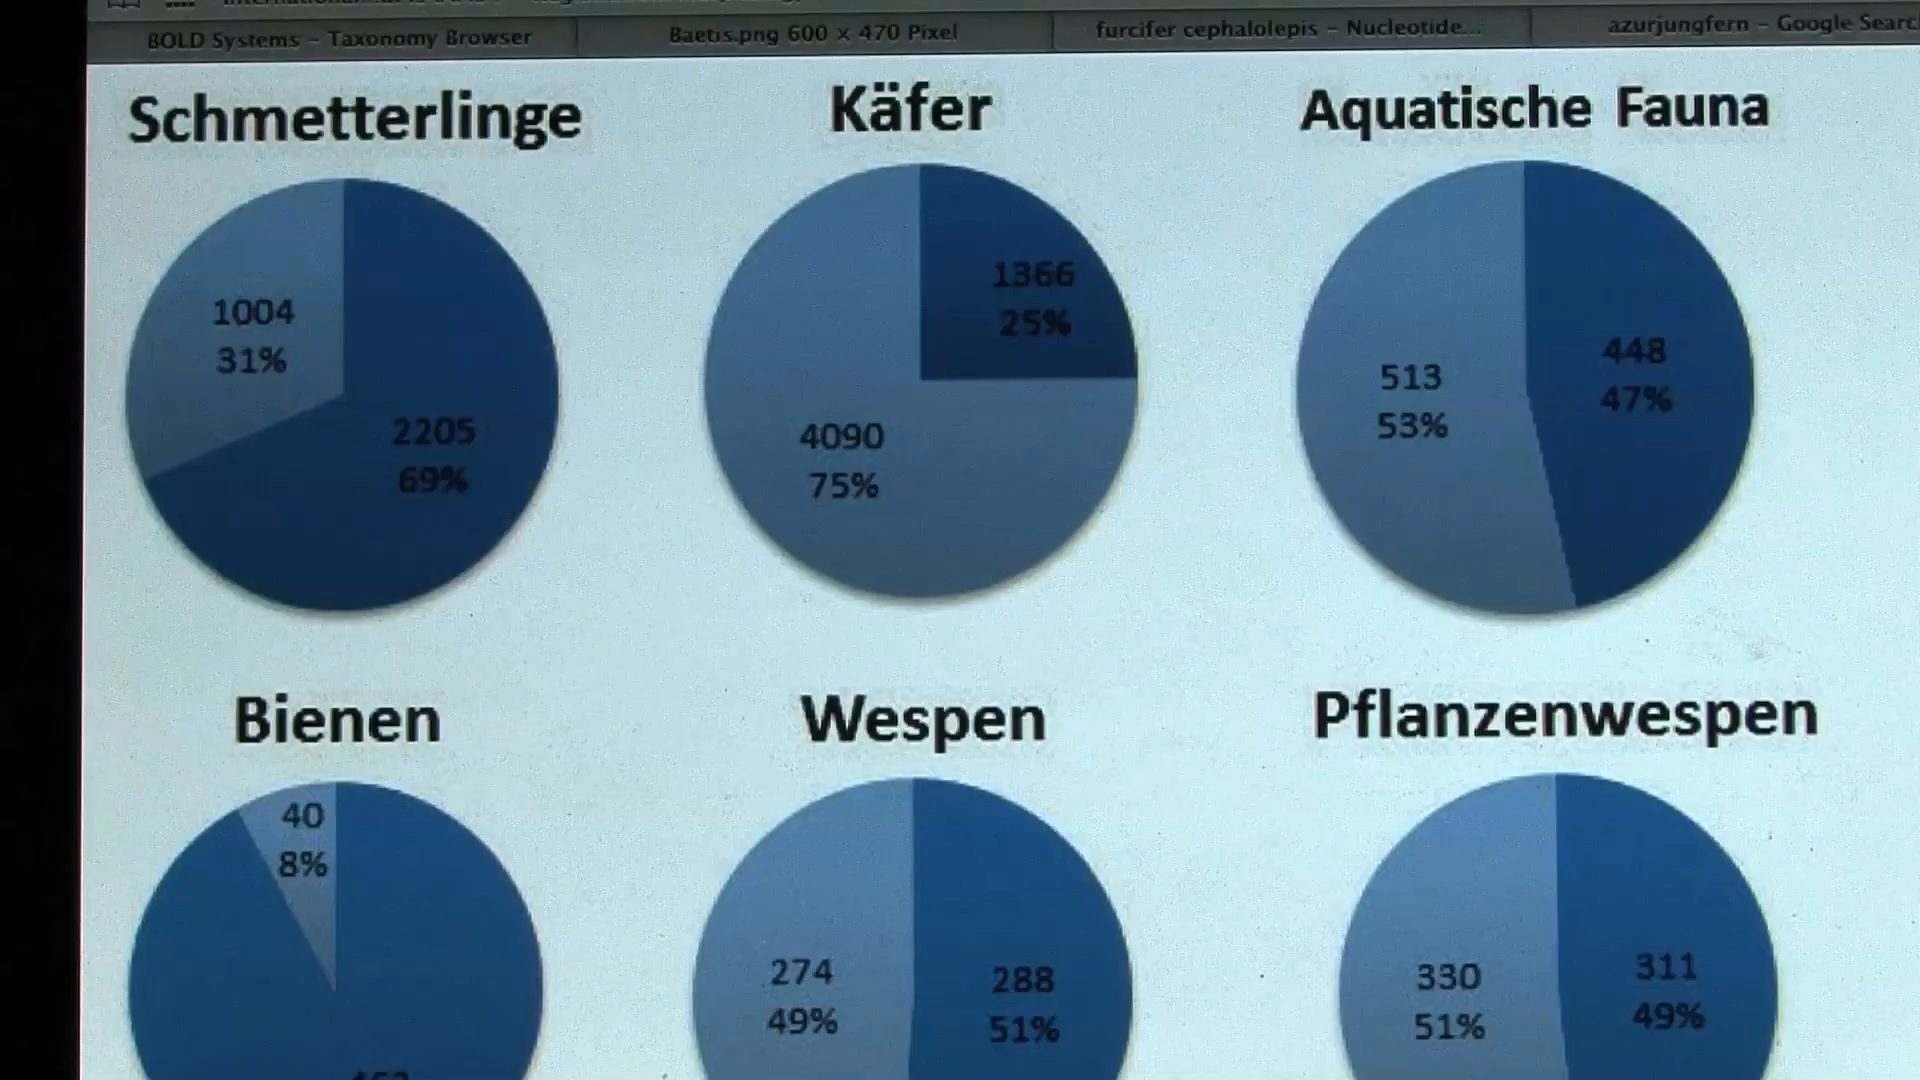 BOLD Systems – Taxonomy Browser
Baetis.png 600 × 470 Pixel
furcifer cephalolepis – Nucleotide...
azurjungfern – Google Searc
Schmetterlinge
Käfer
Aquatische Fauna
1004
31%
2205
69%
1366
25%
4090
75%
513
53%
448
47%
Bienen
Wespen
Pflanzenwespen
40
8%
274
49%
288
51%
330
51%
311
49%